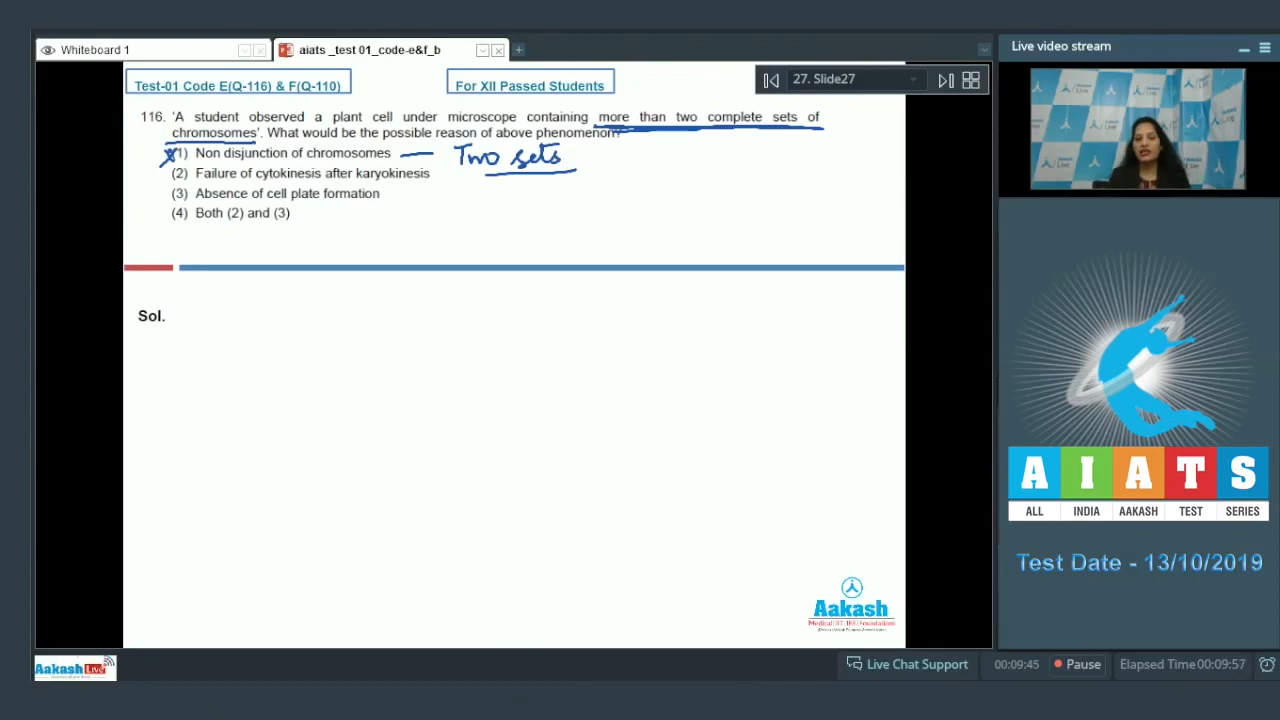 Whiteboard 1
aiats _test 01_code-e&f_b
Live video stream
Test-01 Code E(Q-116) & F(Q-110)
For XII Passed Students
27. Slide27
116. 'A student observed a plant cell under microscope containing more than two complete sets of
chromosomes'. What would be the possible reason of above phenomenon?
(1) Non disjunction of chromosomes — Two sets
(2) Failure of cytokinesis after karyokinesis
(3) Absence of cell plate formation
(4) Both (2) and (3)
Sol.
A I A T S
ALL INDIA AAKASH TEST SERIES
Test Date - 13/10/2019
Aakash
Medical|IIT-JEE|Foundations
Aakash Live
Live Chat Support
00:09:45
Pause
Elapsed Time 00:09:57